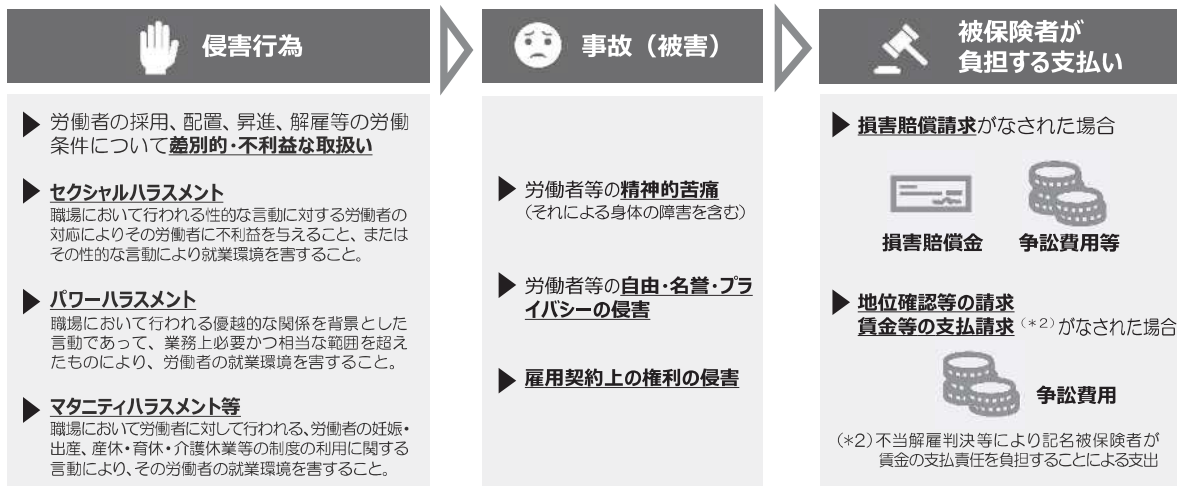 侵害行為
▶ 労働者の採用、配置、昇進、解雇等の労働
条件について差別的・不利益な取扱い
▶ セクシャルハラスメント
職場において行われる性的な言動に対する労働者の
対応によりその労働者に不利益を与えること、または
その性的な言動により就業環境を害すること。
▶ パワーハラスメント
職場において行われる優越的な関係を背景とした
言動であって、業務上必要かつ相当な範囲を超え
たものにより、労働者の就業環境を害すること。
▶ マタニティハラスメント等
職場において労働者に対して行われる、労働者の妊娠・
出産、産休・育休・介護休業等の制度の利用に関する
言動により、その労働者の就業環境を害すること。
事故（被害）
▶ 労働者等の精神的苦痛
（それによる身体の障害を含む）
▶ 労働者等の自由・名誉・プラ
イバシーの侵害
▶ 雇用契約上の権利の侵害
被保険者が
負担する支払い
▶ 損害賠償請求がなされた場合
損害賠償金 争訟費用等
▶ 地位確認等の請求
賃金等の支払請求（*2）がなされた場合
争訟費用
（*2）不当解雇判決等により記名被保険者が
賃金の支払責任を負担することによる支出